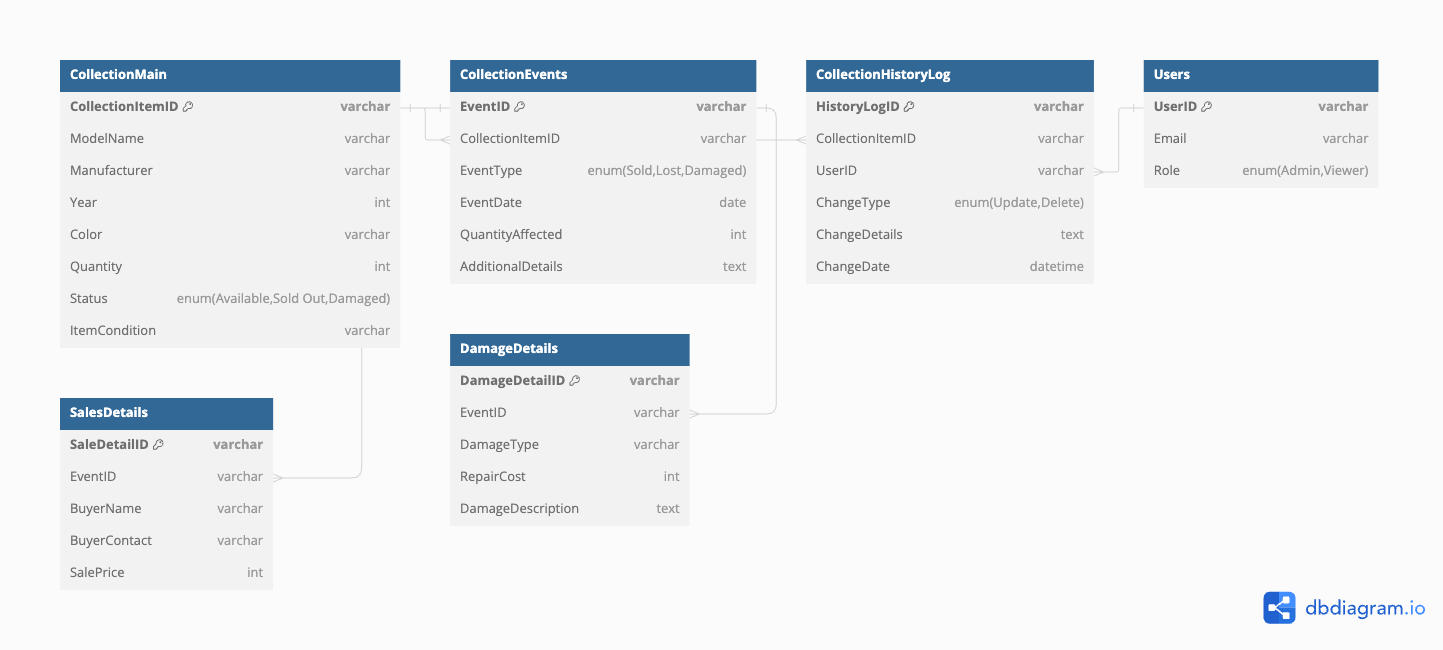 CollectionMain
CollectionItemID varchar
ModelName varchar
Manufacturer varchar
Year int
Color varchar
Quantity int
Status enum(Available,Sold Out,Damaged)
ItemCondition varchar
CollectionEvents
EventID varchar
CollectionItemID varchar
EventType enum(Sold,Lost,Damaged)
EventDate date
QuantityAffected int
AdditionalDetails text
CollectionHistoryLog
HistoryLogID varchar
CollectionItemID varchar
UserID varchar
ChangeType enum(Update,Delete)
ChangeDetails text
ChangeDate datetime
Users
UserID varchar
Email varchar
Role enum(Admin,Viewer)
SalesDetails
SaleDetailID varchar
EventID varchar
BuyerName varchar
BuyerContact varchar
SalePrice int
DamageDetails
DamageDetailID varchar
EventID varchar
DamageType varchar
RepairCost int
DamageDescription text
dbdiagram.io